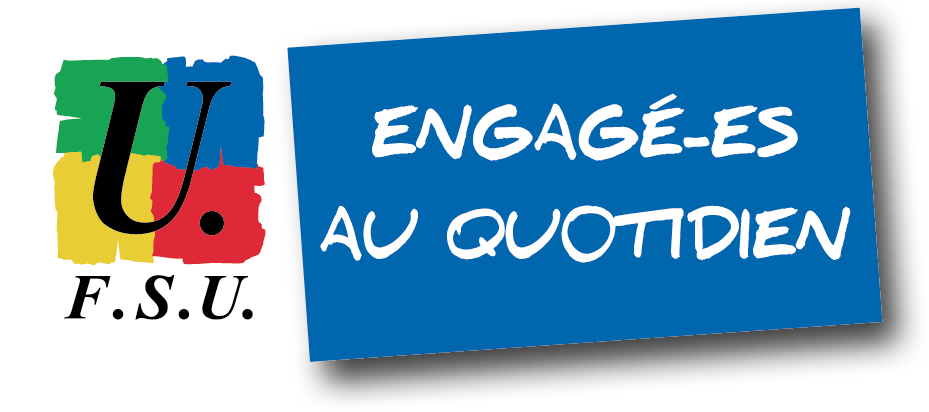 U.
F.S.U.
ENGAGÉ-ES
AU QUOTIDIEN